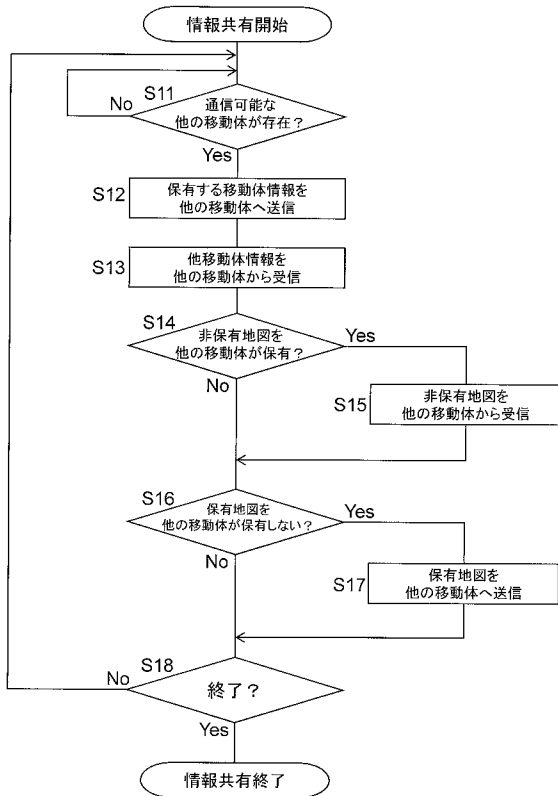 情報共有開始
S11
通信可能な
他の移動体が存在？
No
Yes
S12
保有する移動体情報を
他の移動体へ送信
S13
他移動体情報を
他の移動体から受信
S14
非保有地図を
他の移動体が保有？
Yes
No
S15
非保有地図を
他の移動体から受信
S16
保有地図を
他の移動体が保有しない？
Yes
No
S17
保有地図を
他の移動体へ送信
S18
No
終了？
Yes
情報共有終了